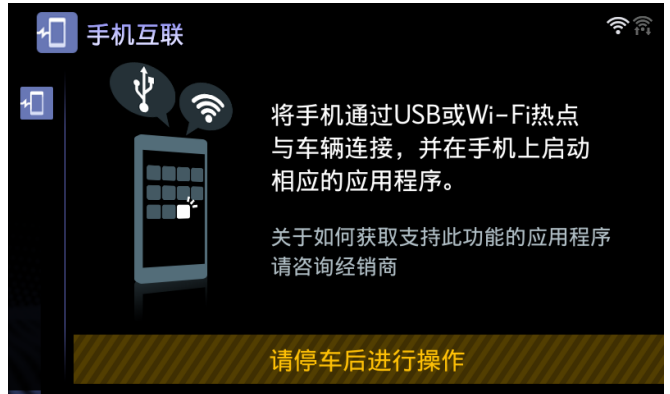 手机互联
将手机通过USB或Wi-Fi热点
与车辆连接，并在手机上启动
相应的应用程序。
关于如何获取支持此功能的应用程序
请咨询经销商
请停车后进行操作